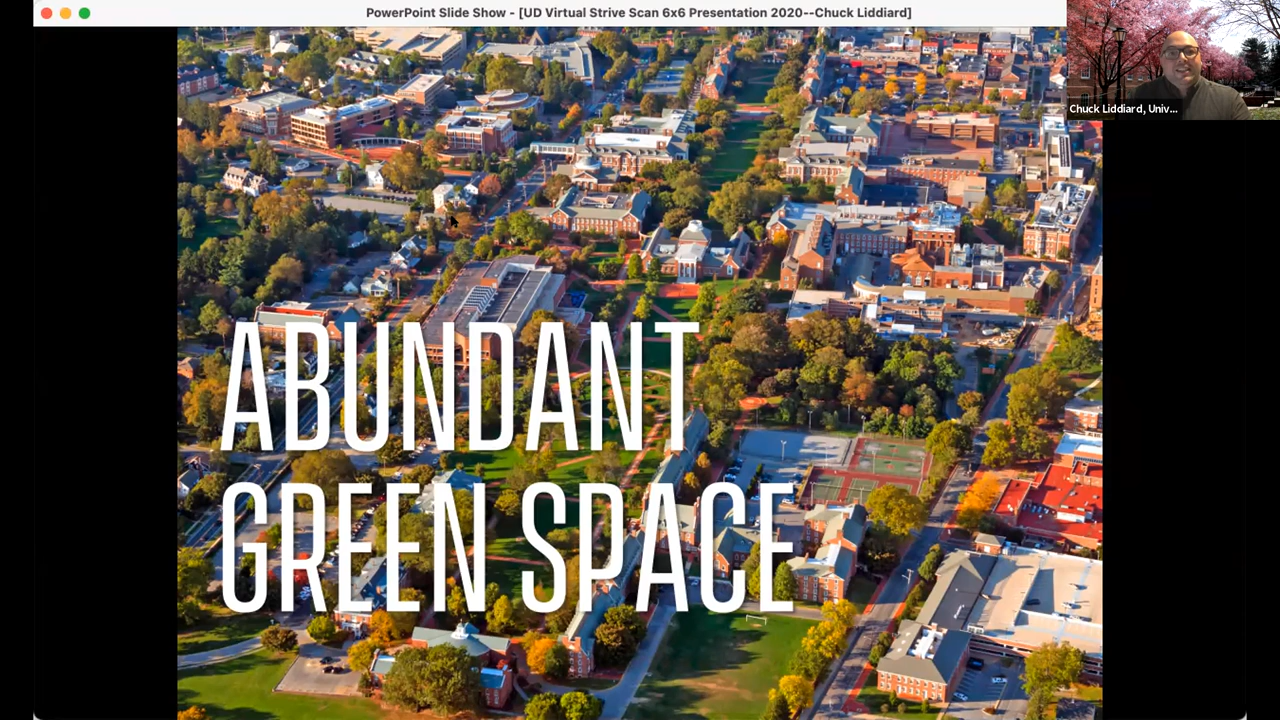 PowerPoint Slide Show - [UD Virtual Strive Scan 6x6 Presentation 2020--Chuck Liddiard]
Chuck Liddiard, Univ...
ABUNDANT
GREEN SPACE